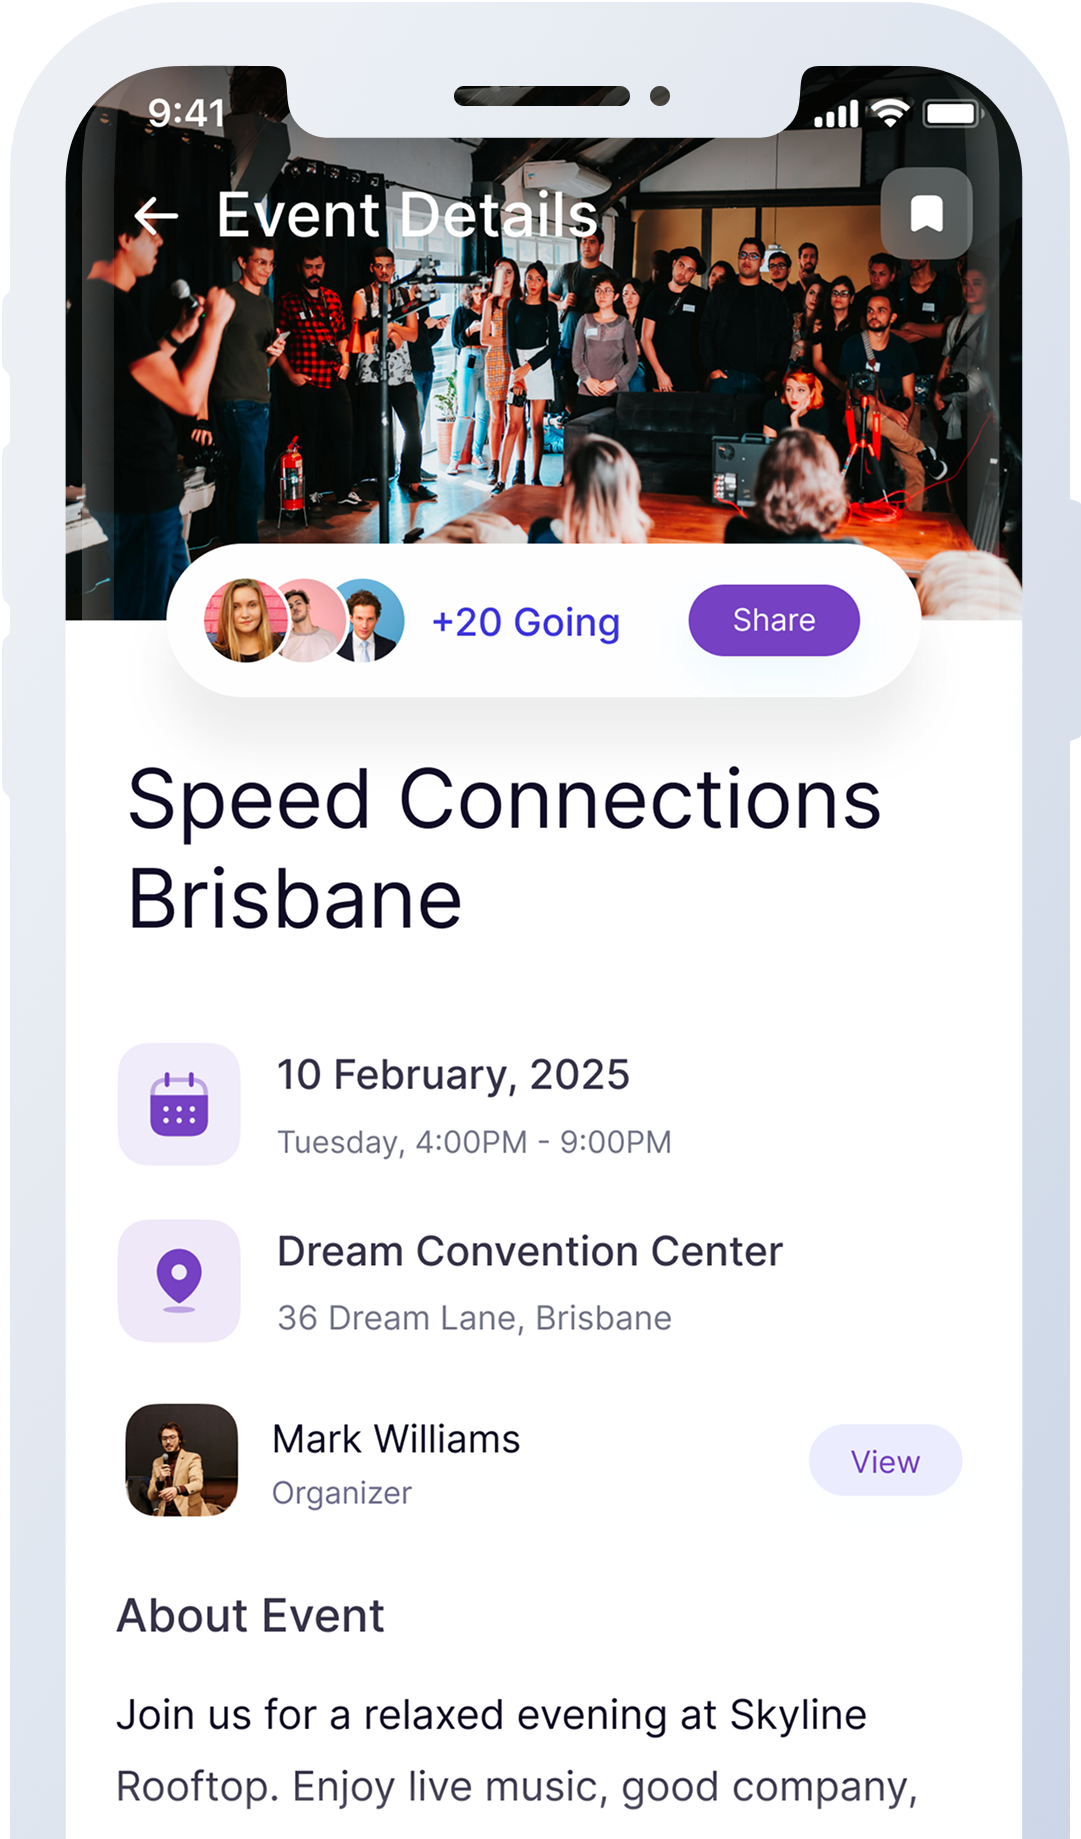 9:41
Event Details
+20 Going
Share
Speed Connections
Brisbane
10 February, 2025
Tuesday, 4:00PM - 9:00PM
Dream Convention Center
36 Dream Lane, Brisbane
Mark Williams
Organizer
View
About Event
Join us for a relaxed evening at Skyline
Rooftop. Enjoy live music, good company,